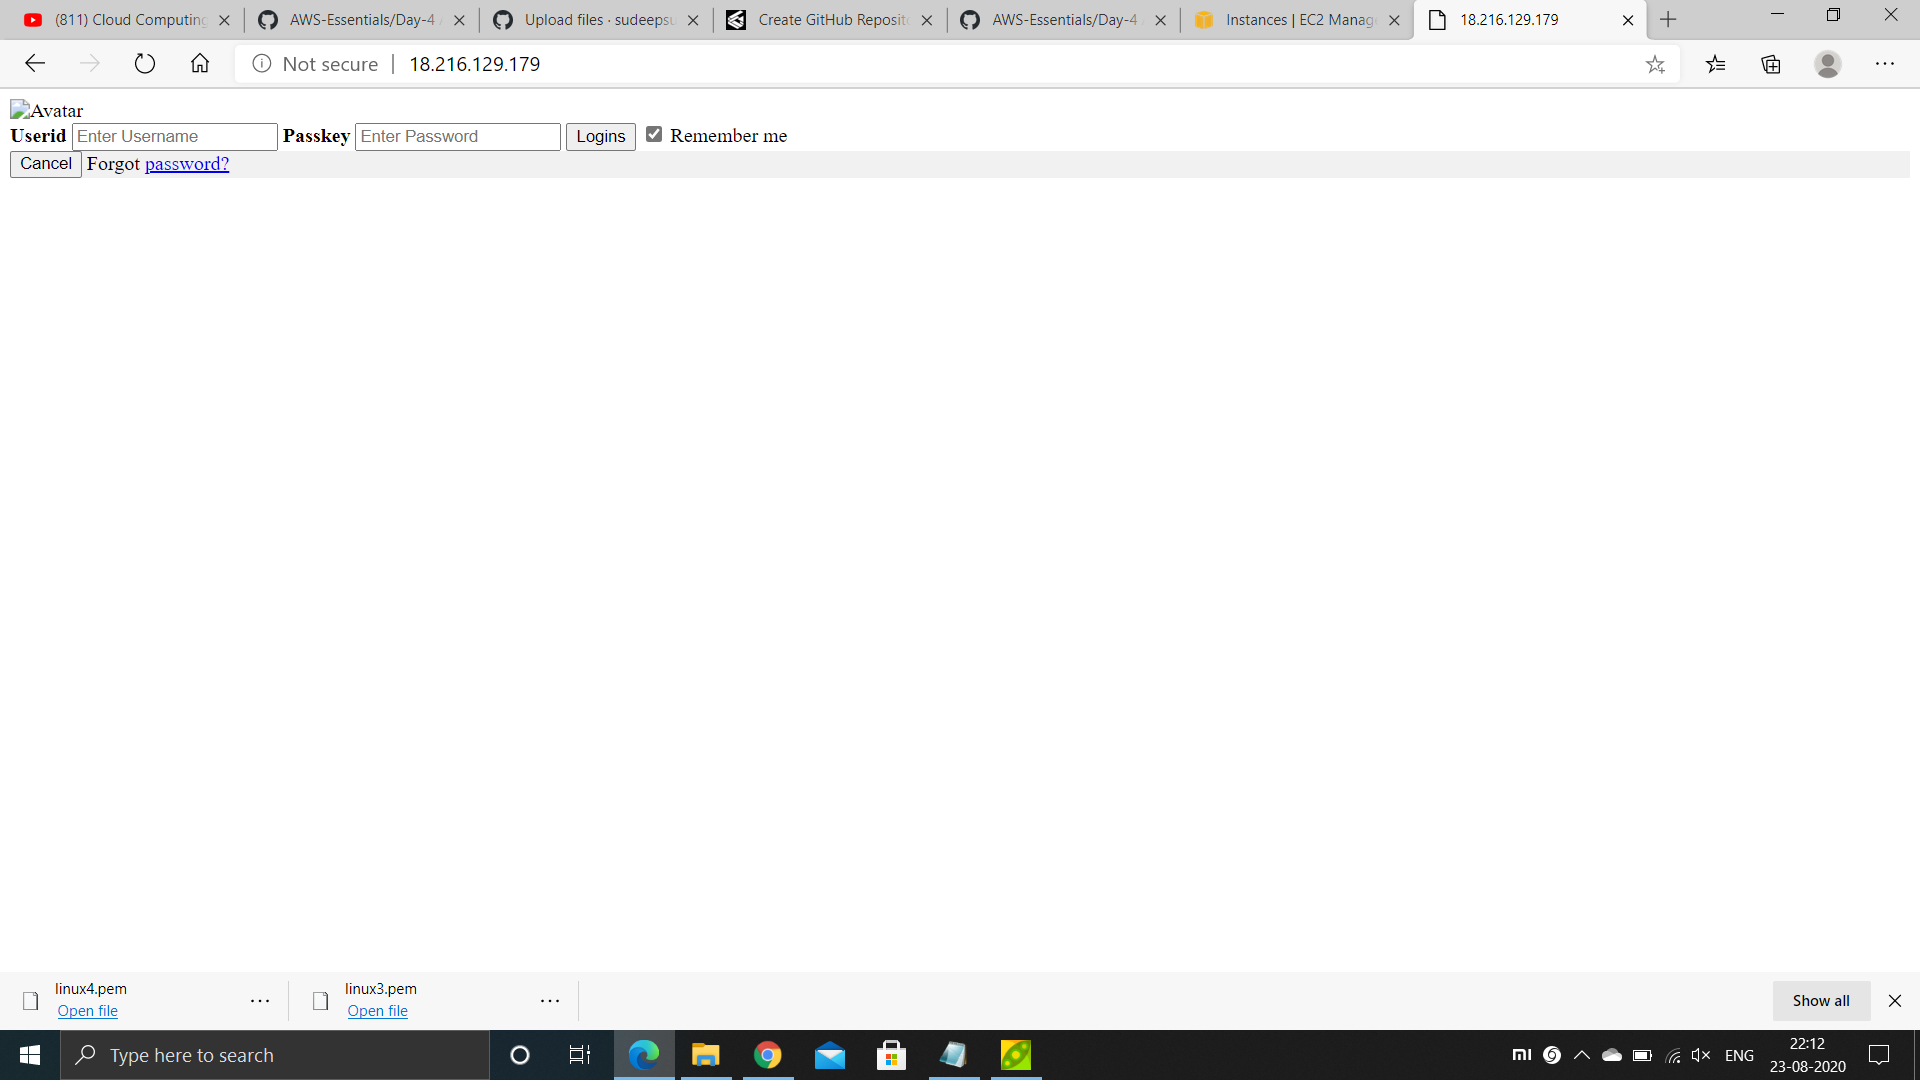 (811) Cloud Computing
AWS-Essentials/Day-4
Upload files · sudeepsu
Create GitHub Reposit
AWS-Essentials/Day-4
Instances | EC2 Manag
18.216.129.179
Not secure
18.216.129.179
Avatar
Userid Enter Username Passkey Enter Password Logins Remember me
Cancel Forgot password?
linux4.pem
Open file
linux3.pem
Open file
Show all
Type here to search
mi
ENG
22:12
23-08-2020